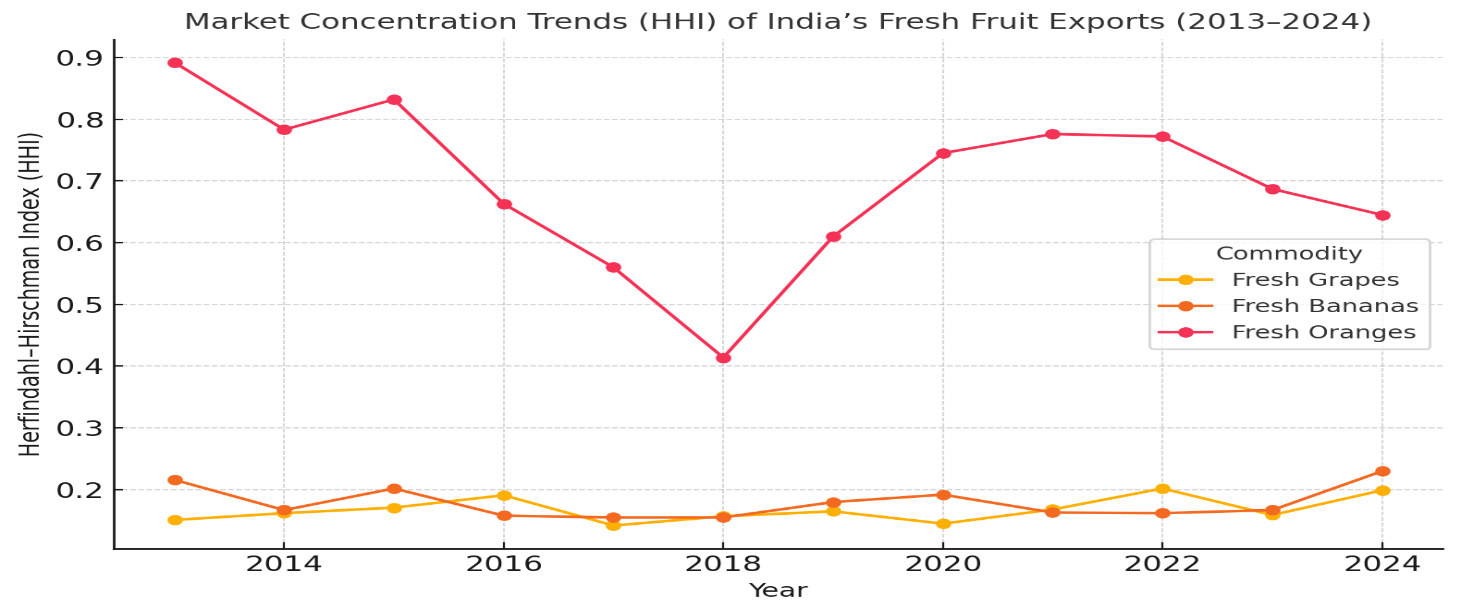 Market Concentration Trends (HHI) of India’s Fresh Fruit Exports (2013–2024)
Herfindahl–Hirschman Index (HHI)
0.9
0.8
0.7
0.6
0.5
0.4
0.3
0.2
Commodity
Fresh Grapes
Fresh Bananas
Fresh Oranges
2014 2016 2018 2020 2022 2024
Year